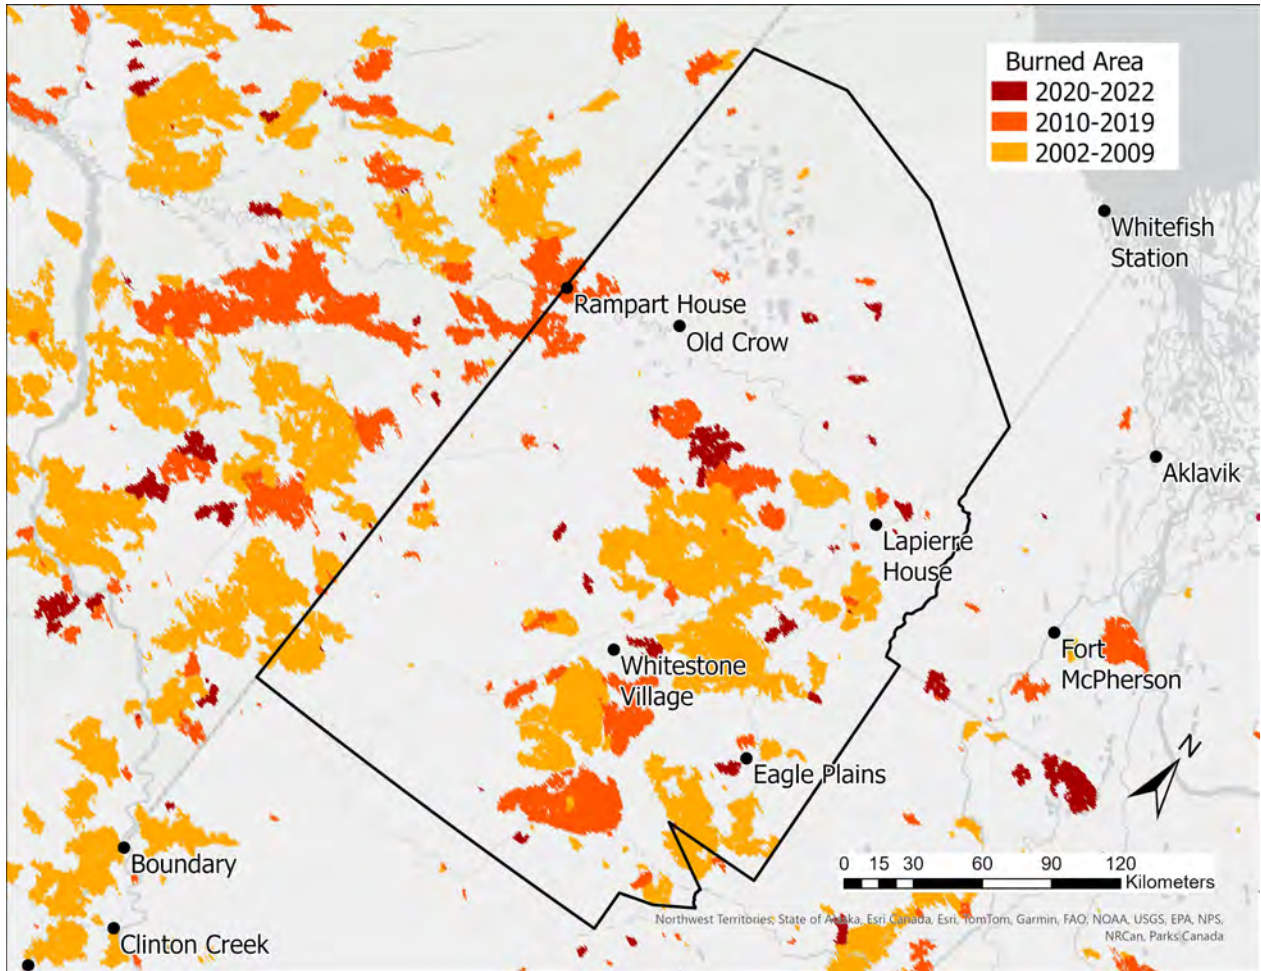 Burned Area
2020-2022
2010-2019
2002-2009
Whitefish
Station
Rampart House
Old Crow
Aklavik
Lapierre
House
Whitestone
Village
Fort
McPherson
N
Eagle Plains
Boundary
0 15 30 60 90 120
Kilometers
Northwest Territories, State of Alaska, Esri Canada, Esri, TomTom, Garmin, FAO, NOAA, USGS, EPA, NPS,
NRCan, Parks Canada
Clinton Creek